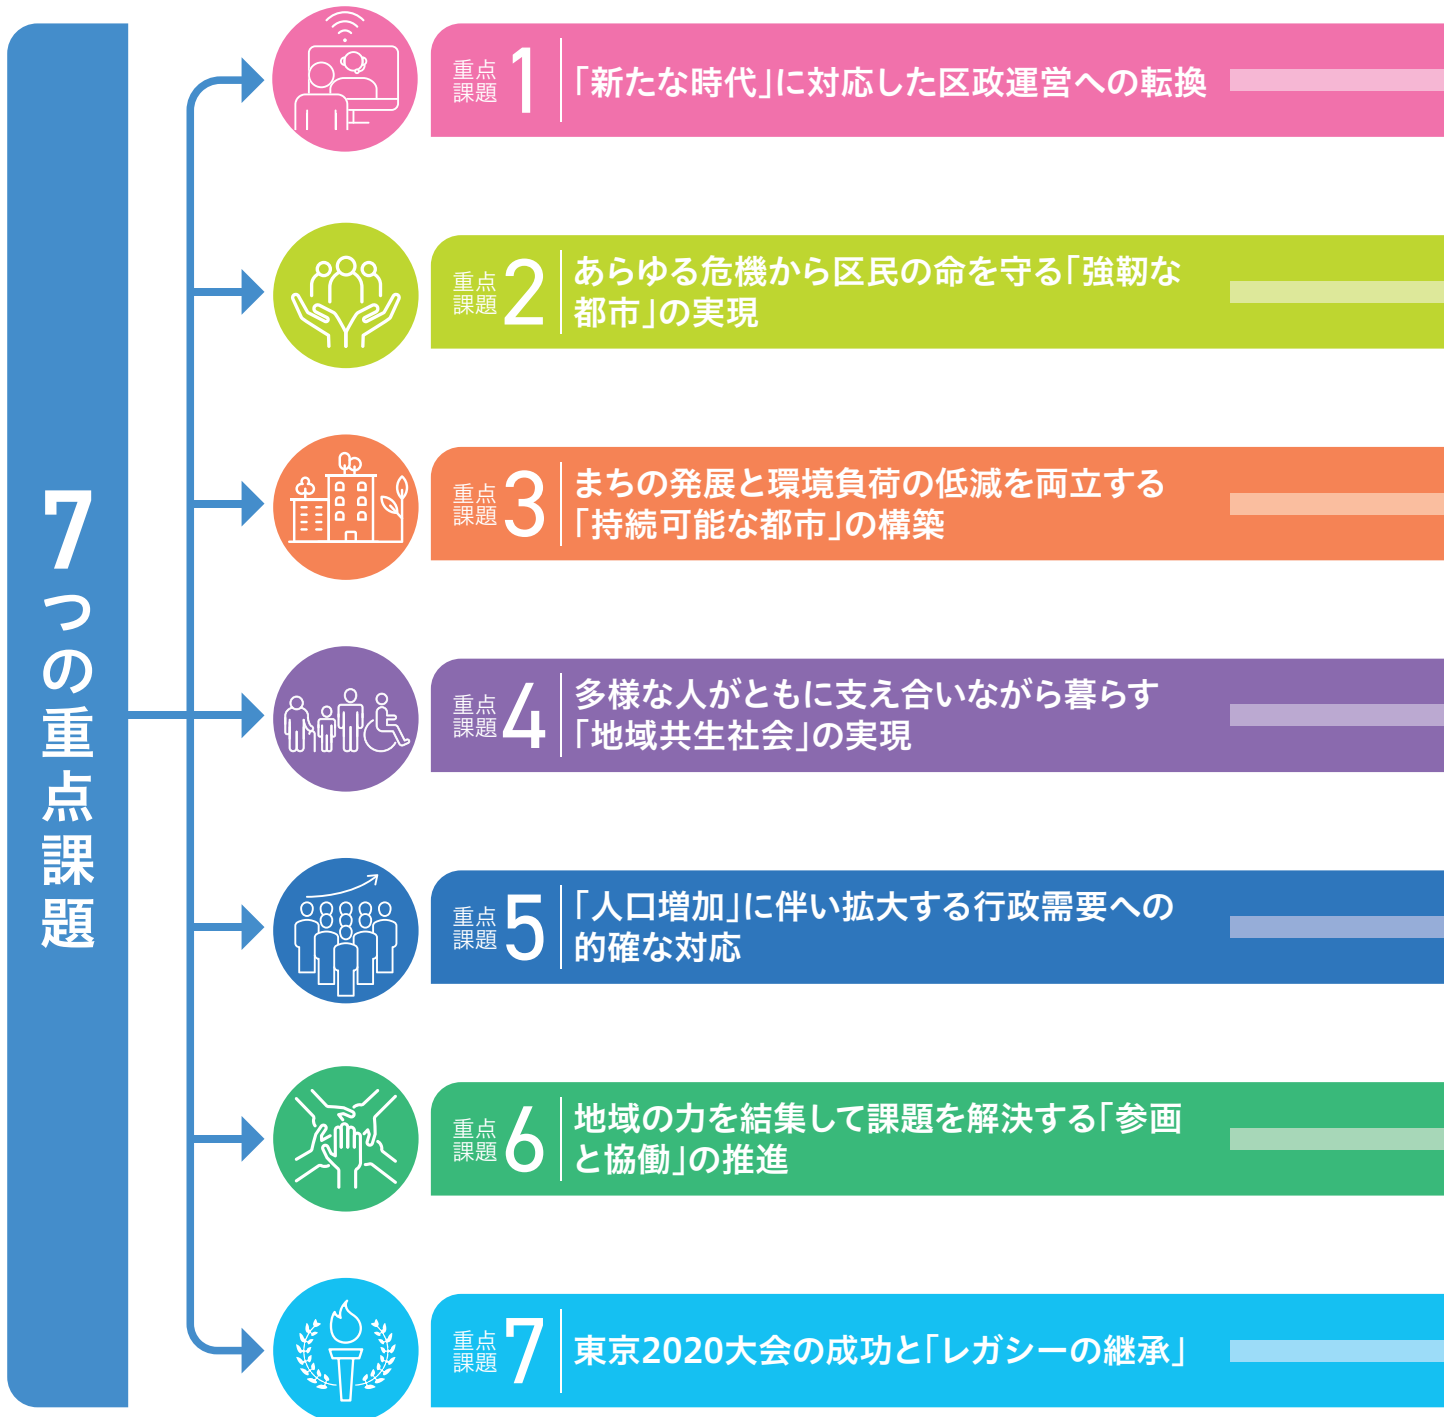 7つの重点課題
重点
課題
1
「新たな時代」に対応した区政運営への転換
重点
課題
2
あらゆる危機から区民の命を守る「強靭な
都市」の実現
重点
課題
3
まちの発展と環境負荷の低減を両立する
「持続可能な都市」の構築
重点
課題
4
多様な人がともに支え合いながら暮らす
「地域共生社会」の実現
重点
課題
5
「人口増加」に伴い拡大する行政需要への
的確な対応
重点
課題
6
地域の力を結集して課題を解決する「参画
と協働」の推進
重点
課題
7
東京2020大会の成功と「レガシーの継承」